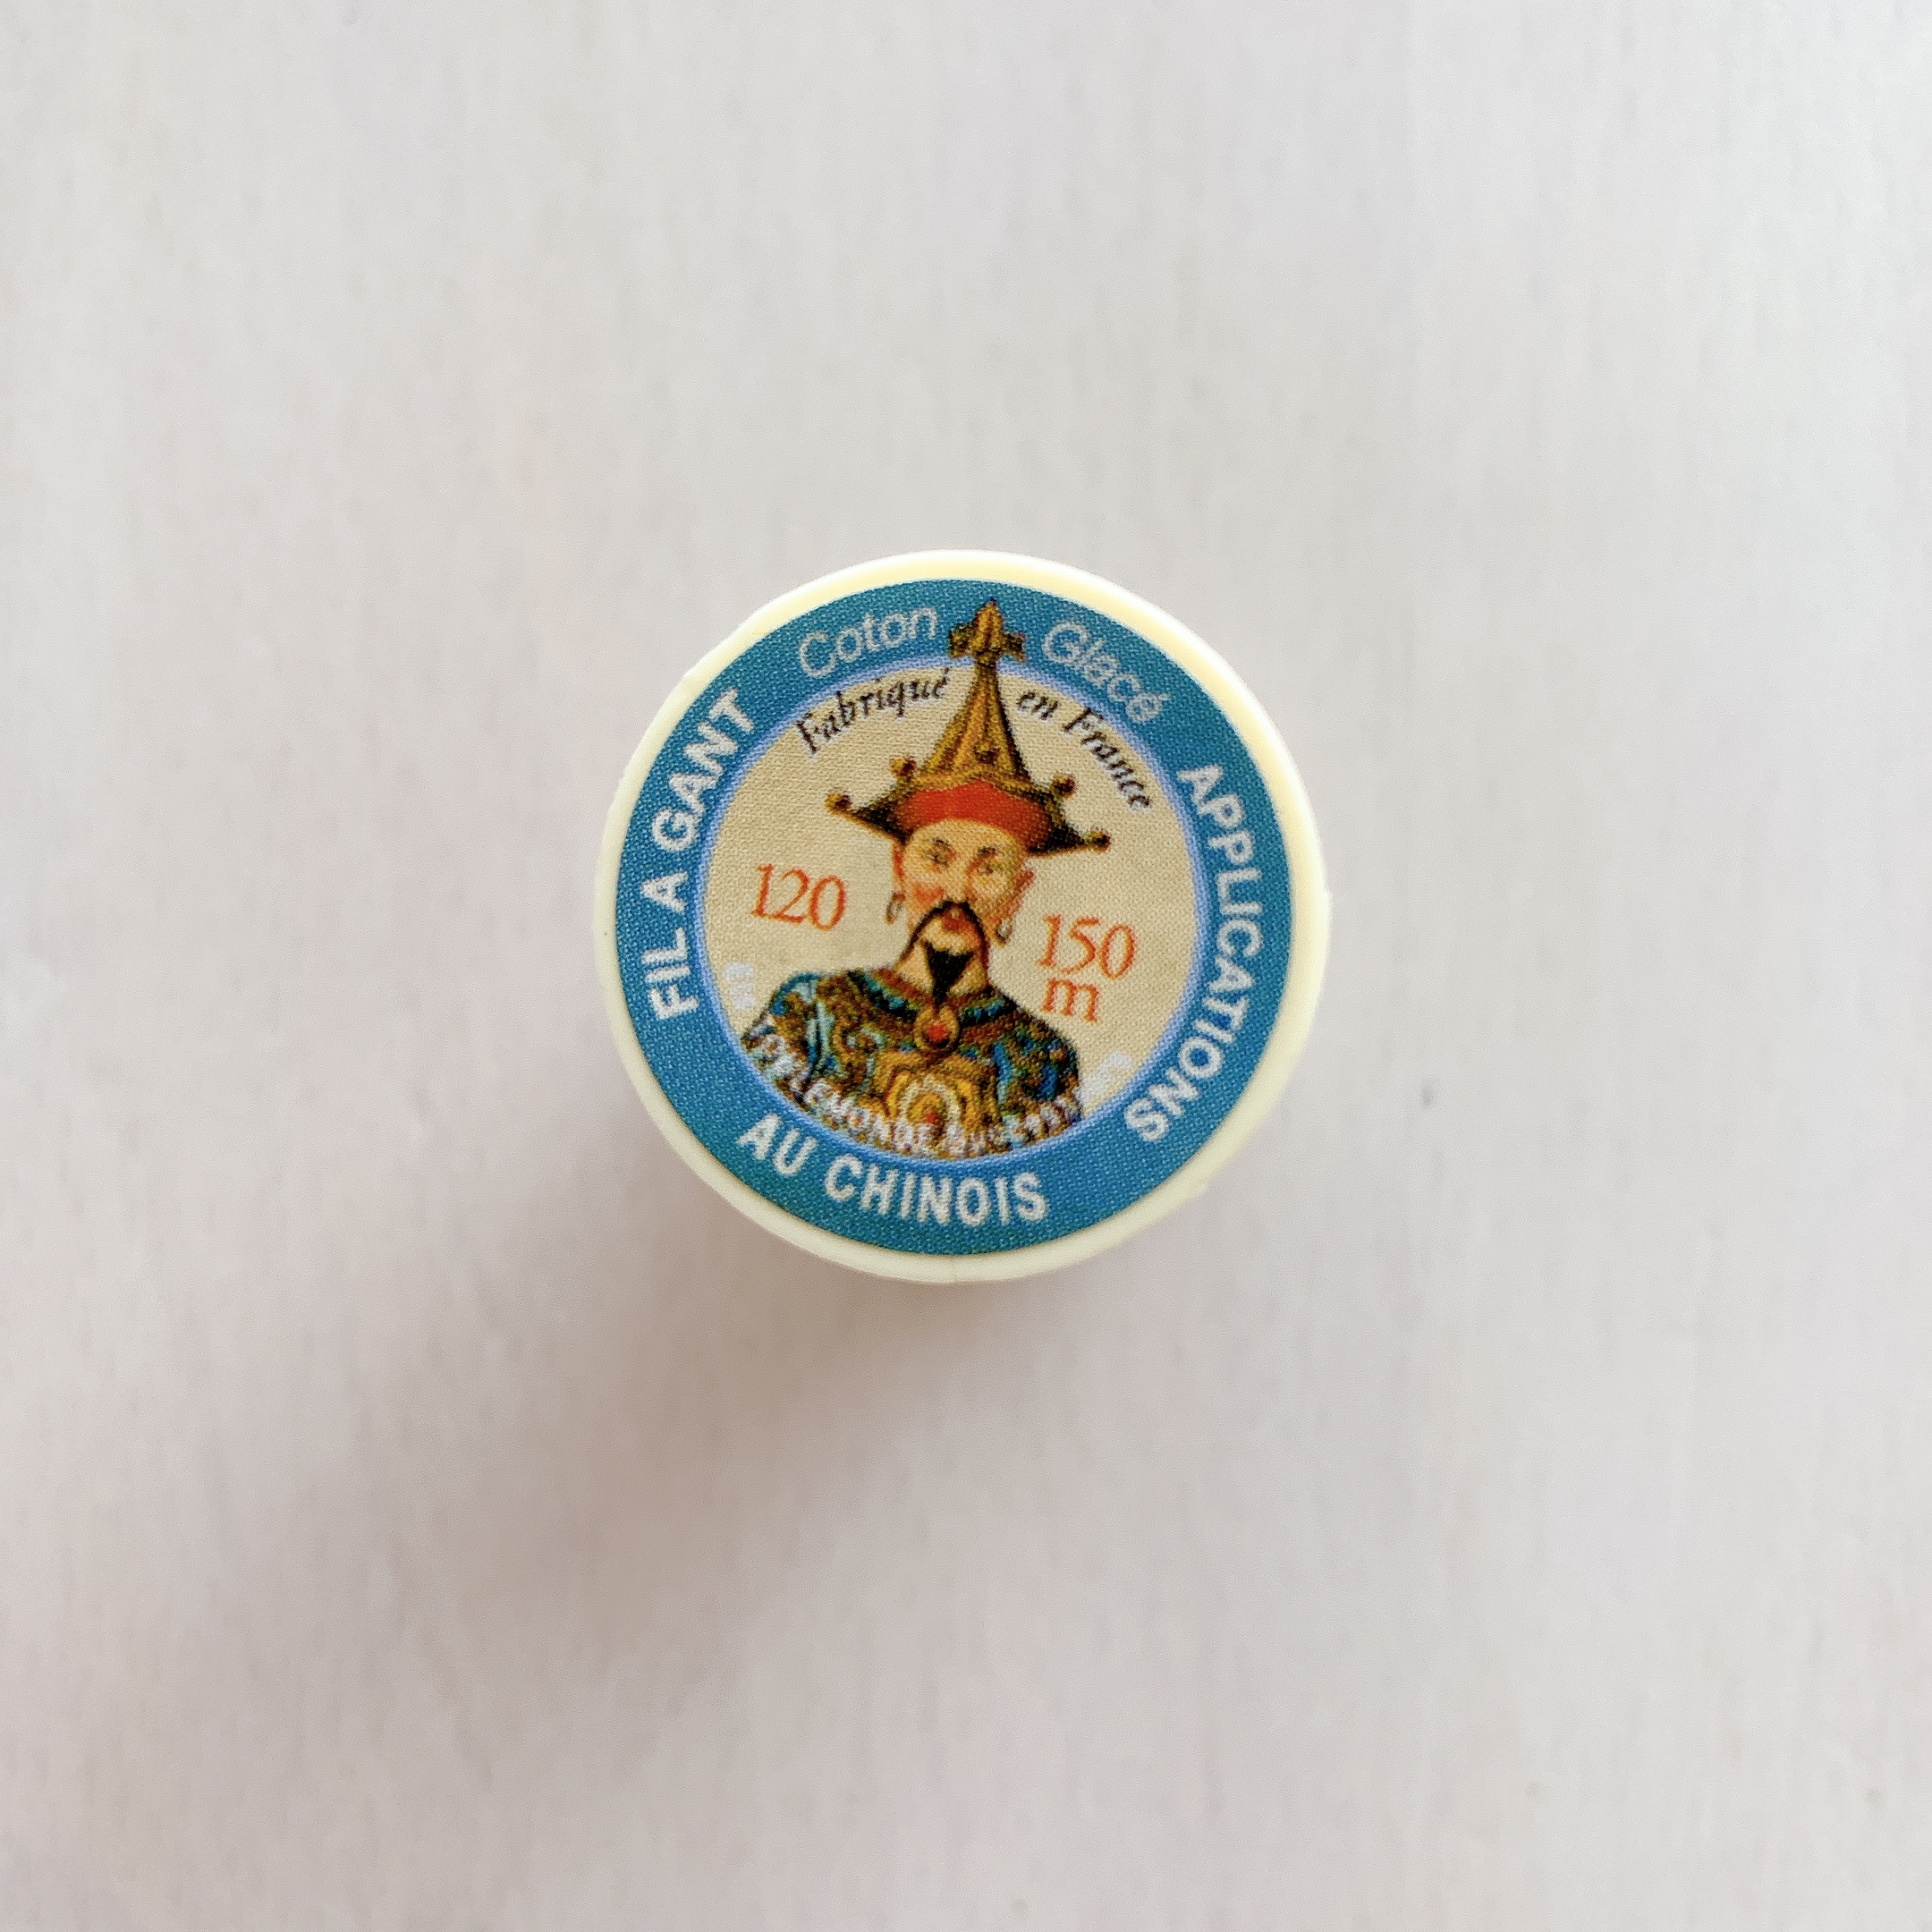 Coton Glacé
Fabriqué en France
FIL A GANT
APPLICATIONS
120
150
m
AU CHINOIS